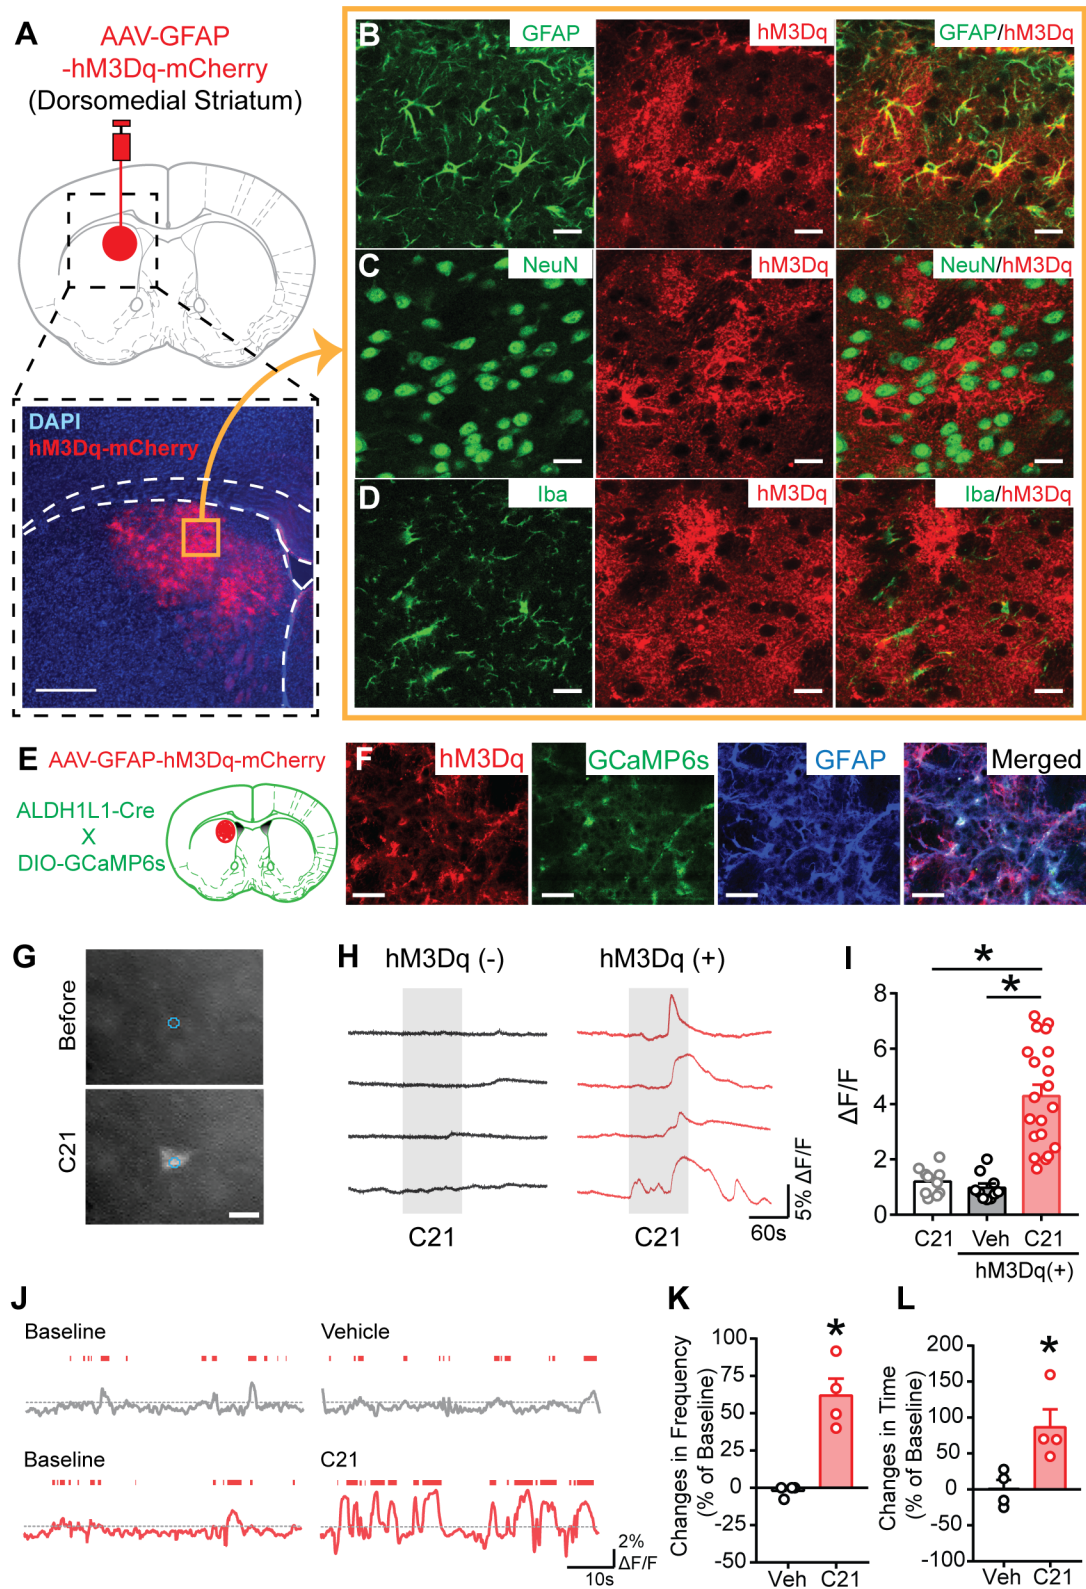 A
AAV-GFAP
-hM3Dq-mCherry
(Dorsomedial Striatum)
DAPI
hM3Dq-mCherry
B
GFAP
hM3Dq
GFAP/hM3Dq
C
NeuN
hM3Dq
NeuN/hM3Dq
D
Iba
hM3Dq
Iba/hM3Dq
E
AAV-GFAP-hM3Dq-mCherry
ALDH1L1-Cre
X
DIO-GCaMP6s
F
hM3Dq
GCaMP6s
GFAP
Merged
G
Before
C21
H
hM3Dq (-)
hM3Dq (+)
C21
C21
5% ΔF/F
60s
I
*
*
ΔF/F
8
6
4
2
0
C21
Veh
C21
hM3Dq(+)
J
Baseline
Vehicle
Baseline
C21
2%
ΔF/F
10s
K
Changes in Frequency
(% of Baseline)
100
75
50
25
0
-25
-50
*
Veh
C21
L
Changes in Time
(% of Baseline)
200
150
100
50
0
-50
-100
*
Veh
C21